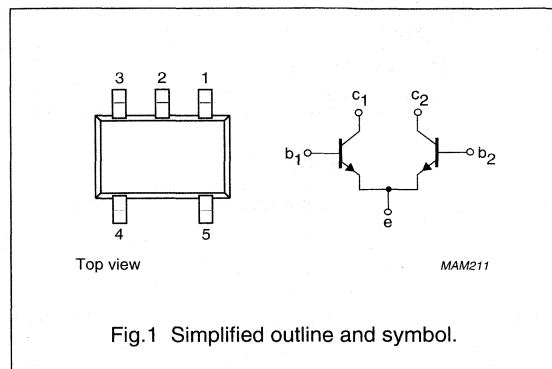 3 2 1
c1 c2
b1 b2
4 5
e
Top view MAM211
Fig.1 Simplified outline and symbol.